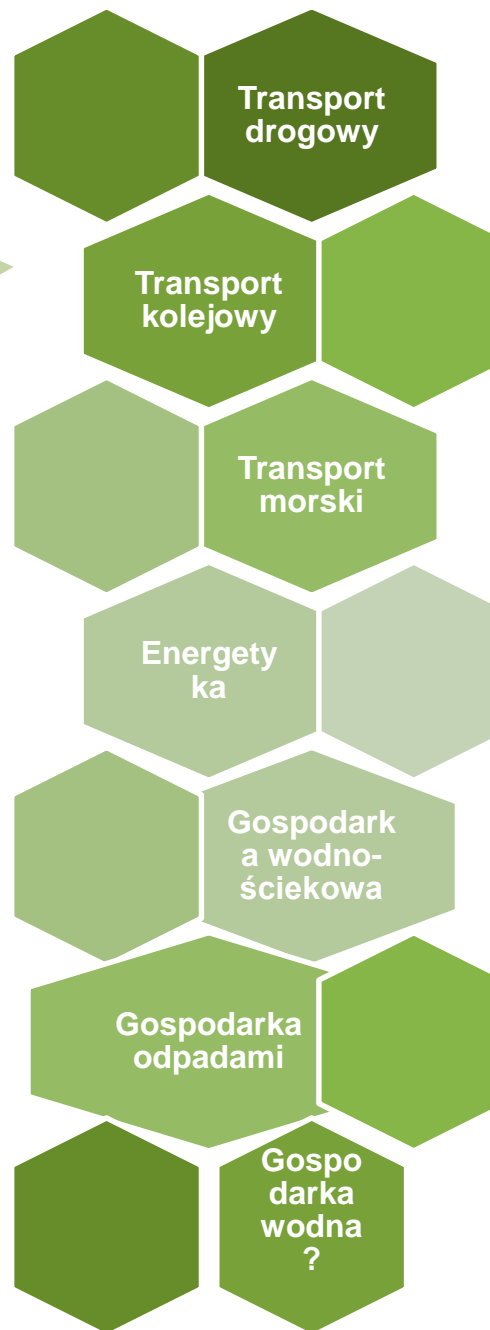 Transport
drogowy
Transport
kolejowy
Transport
morski
Energety
ka
Gospodark
a wodno-
ściekowa
Gospodarka
odpadami
Gospo
darka
wodna
?